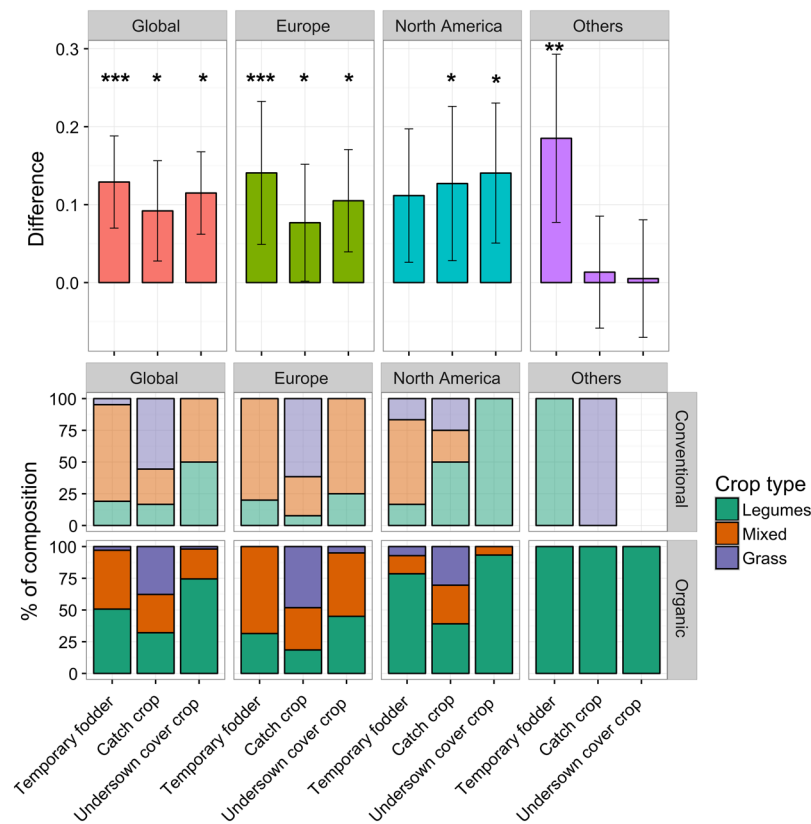 Global Europe North America Others
Difference
0.3
0.2
0.1
0.0
*** * *
*** * *
* *
**
Global Europe North America Others
% of composition
100
75
50
25
0
Conventional
100
75
50
25
0
Organic
Temporary fodder
Catch crop
Undersown cover crop
Temporary fodder
Catch crop
Undersown cover crop
Temporary fodder
Catch crop
Undersown cover crop
Temporary fodder
Catch crop
Undersown cover crop
Crop type
Legumes
Mixed
Grass